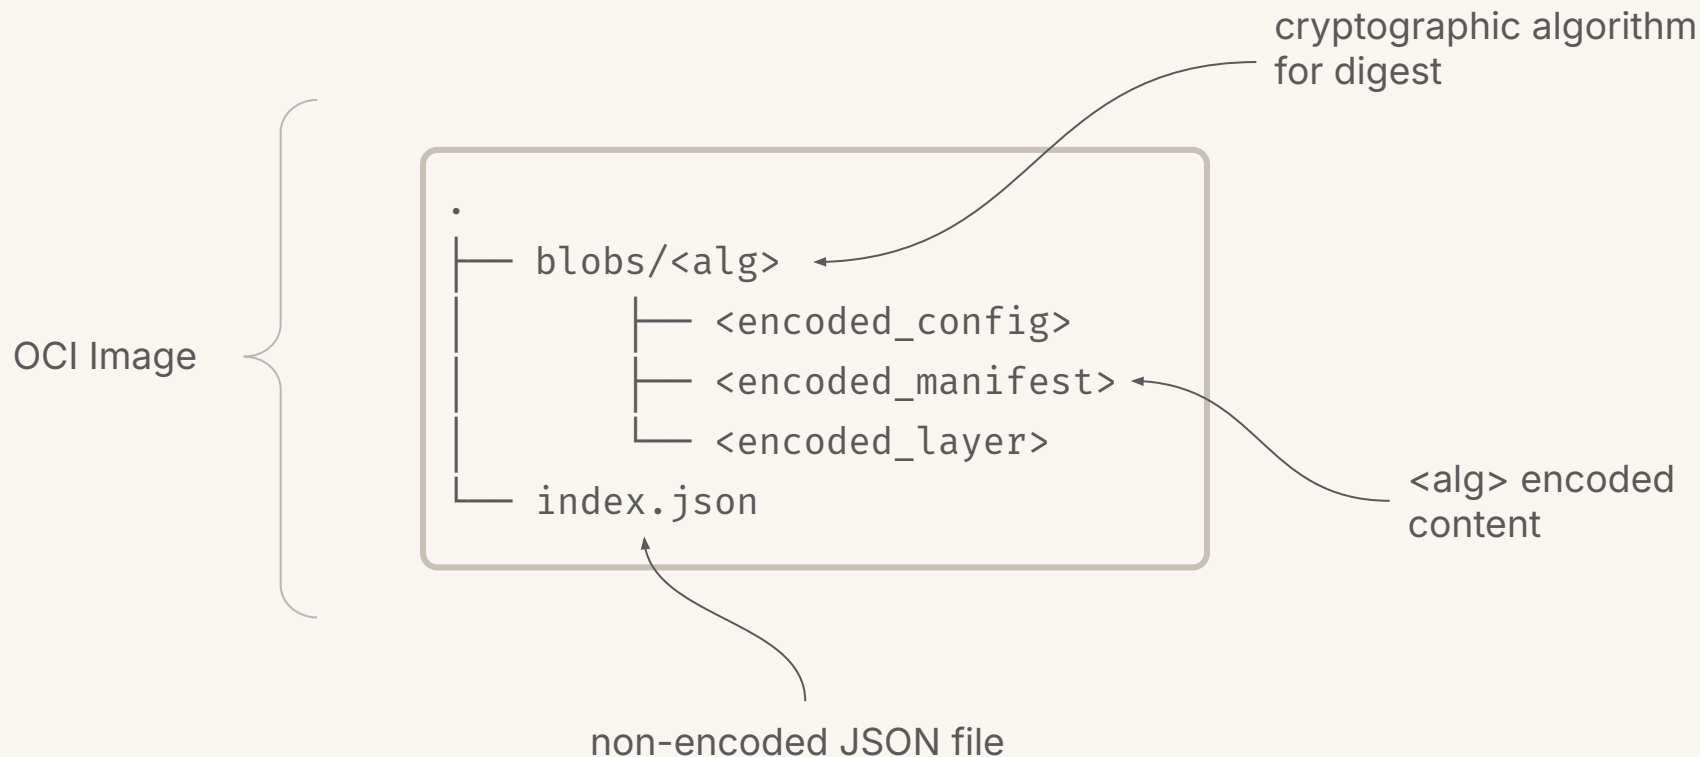 cryptographic algorithm
for digest
.
├── blobs/<alg>
├── <encoded_config>
OCI Image
├── <encoded_manifest>
└── <encoded_layer>
<alg> encoded
content
└── index.json
non-encoded JSON file